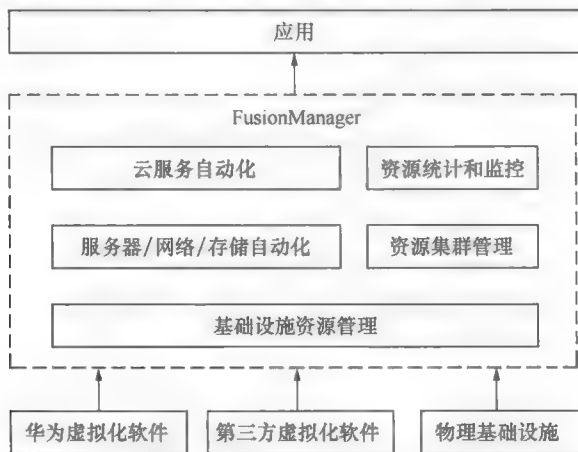 应用
FusionManager
云服务自动化
资源统计和监控
服务器/网络/存储自动化
资源集群管理
基础设施资源管理
华为虚拟化软件
第三方虚拟化软件
物理基础设施